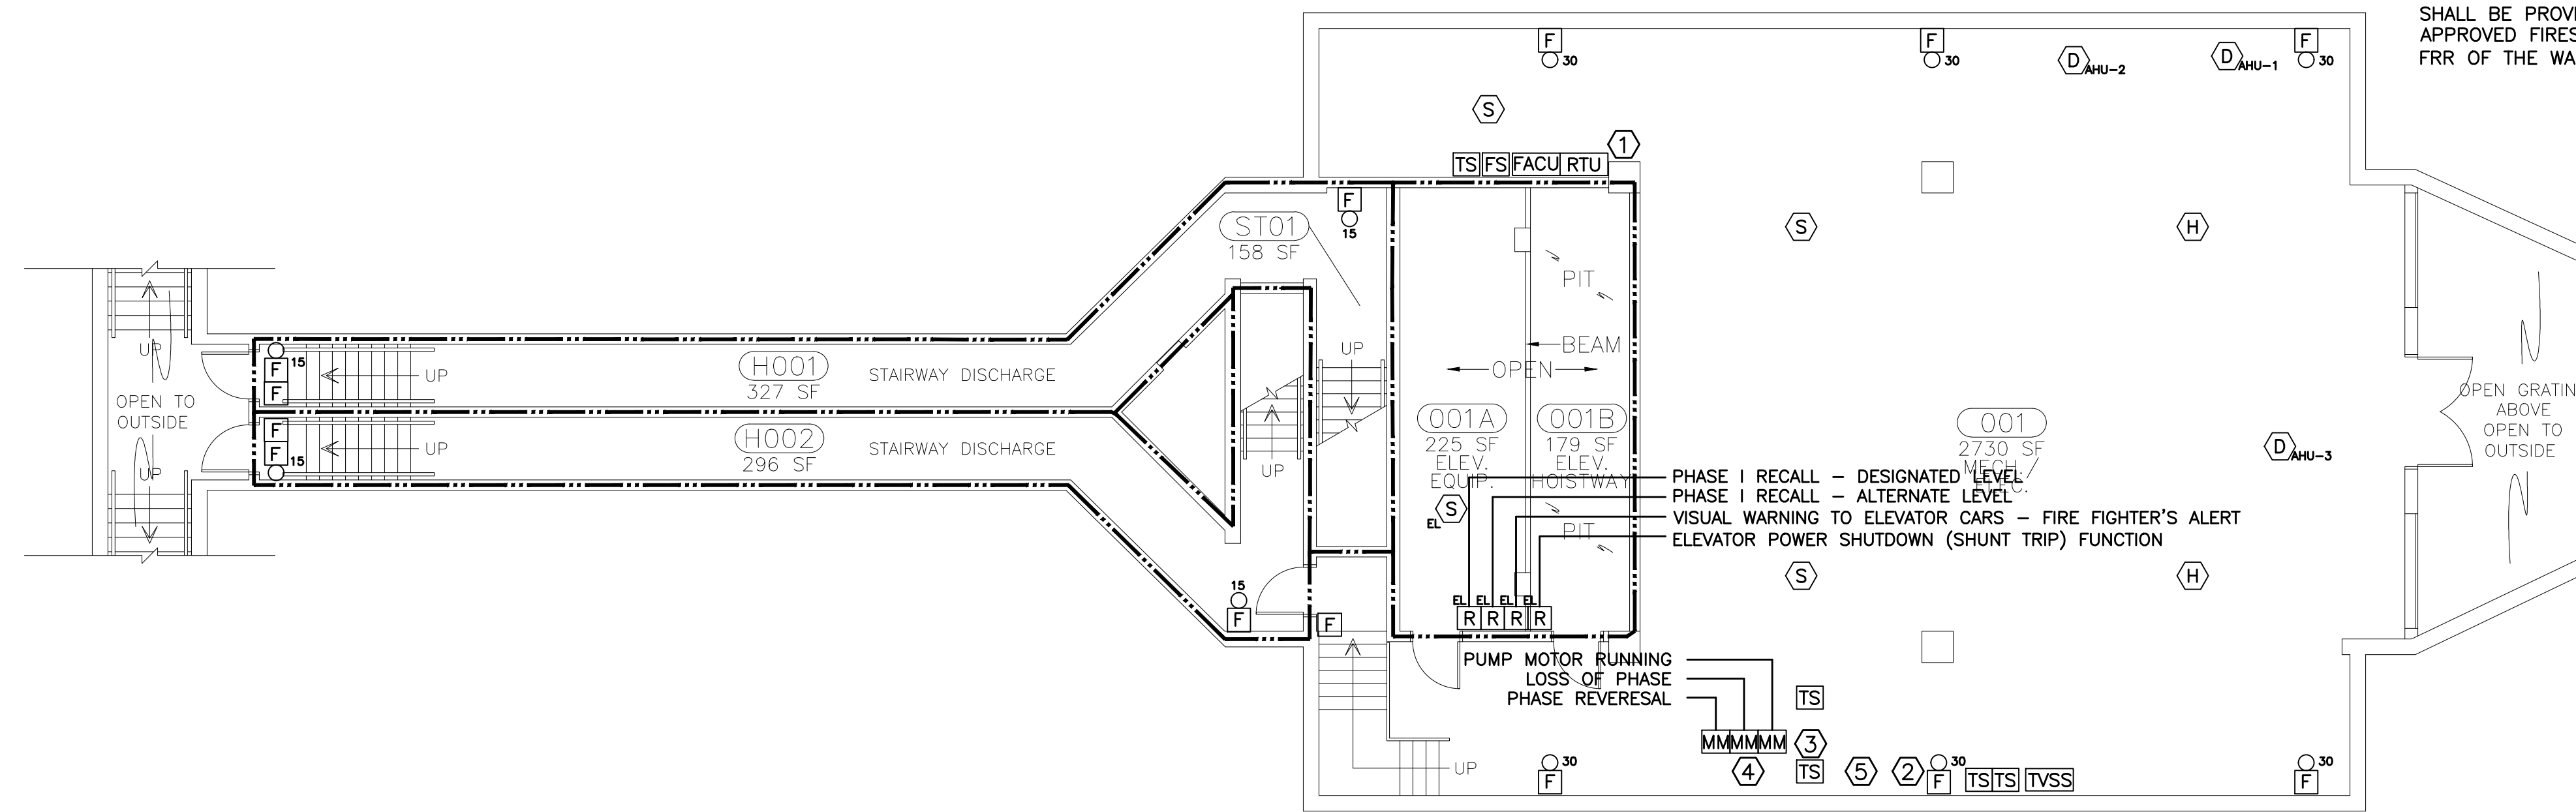 SHALL BE PROVI
APPROVED FIRES
FRR OF THE WA
F
30
F
30
D
AHU-2
D
AHU-1
F
30
S
1
TS
FS
FACU
RTU
F
15
ST01
158 SF
S
H
PIT
BEAM
OPEN
UP
UP
15
F
F
UP
H001
327 SF
STAIRWAY DISCHARGE
OPEN TO
OUTSIDE
F
F
15
UP
UP
H002
296 SF
STAIRWAY DISCHARGE
UP
001A
225 SF
ELEV.
EQUIP.
001B
179 SF
ELEV.
HOISTWAY
001
2730 SF
MECH./
ELEC.
D
AHU-3
OPEN GRATIN
ABOVE
OPEN TO
OUTSIDE
PHASE I RECALL – DESIGNATED LEVEL
PHASE I RECALL – ALTERNATE LEVEL
VISUAL WARNING TO ELEVATOR CARS – FIRE FIGHTER'S ALERT
ELEVATOR POWER SHUTDOWN (SHUNT TRIP) FUNCTION
S
EL
PIT
S
H
15
F
F
EL EL EL EL
R R R R
PUMP MOTOR RUNNING
LOSS OF PHASE
PHASE REVERESAL
TS
MM MM MM
3
UP
30
F
4
TS
5
2
30
F
TS TS
TVSS
30
F